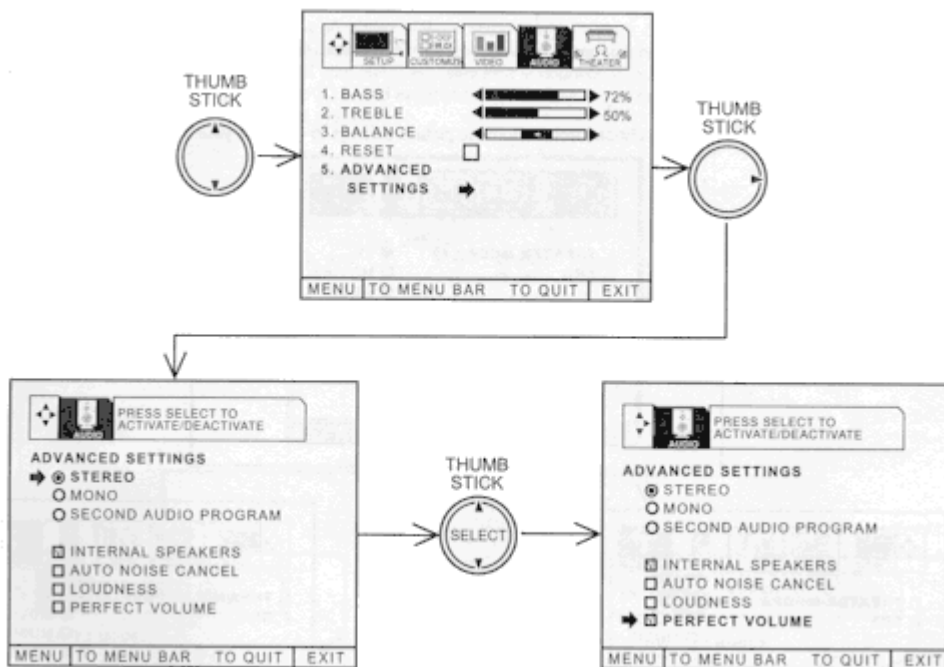 THUMB
STICK
SETUP
CUSTOMIZE
VIDEO
AUDIO
THEATER
1. BASS
72%
2. TREBLE
50%
3. BALANCE
4. RESET
5. ADVANCED
SETTINGS
MENU TO MENU BAR TO QUIT EXIT
THUMB
STICK
AUDIO
PRESS SELECT TO
ACTIVATE/DEACTIVATE
ADVANCED SETTINGS
STEREO
MONO
SECOND AUDIO PROGRAM
INTERNAL SPEAKERS
AUTO NOISE CANCEL
LOUDNESS
PERFECT VOLUME
MENU TO MENU BAR TO QUIT EXIT
THUMB
STICK
SELECT
AUDIO
PRESS SELECT TO
ACTIVATE/DEACTIVATE
ADVANCED SETTINGS
STEREO
MONO
SECOND AUDIO PROGRAM
INTERNAL SPEAKERS
AUTO NOISE CANCEL
LOUDNESS
PERFECT VOLUME
MENU TO MENU BAR TO QUIT EXIT